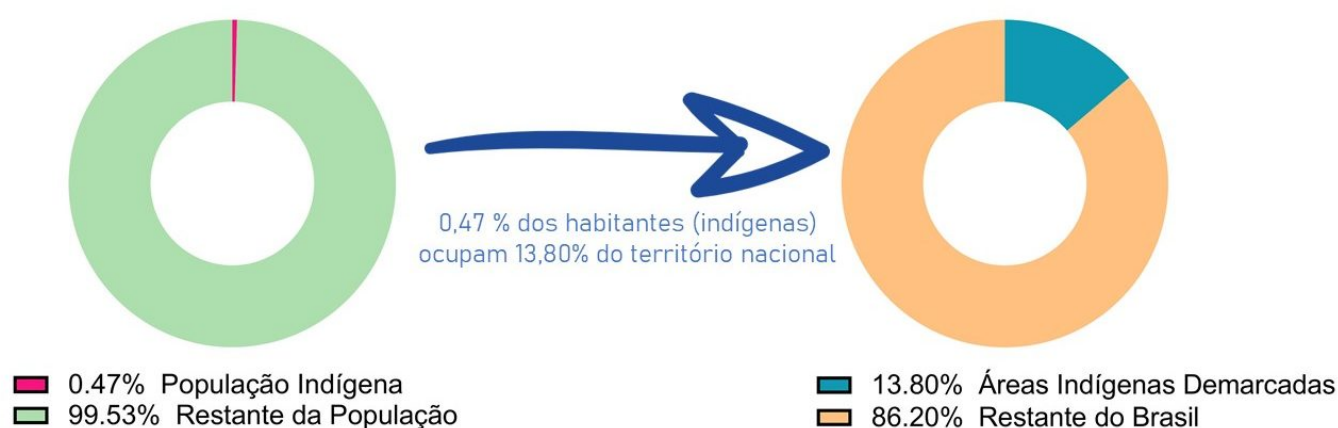 0,47 % dos habitantes (indígenas)
ocupam 13,80% do território nacional
0.47% População Indígena
99.53% Restante da População
13.80% Áreas Indígenas Demarcadas
86.20% Restante do Brasil